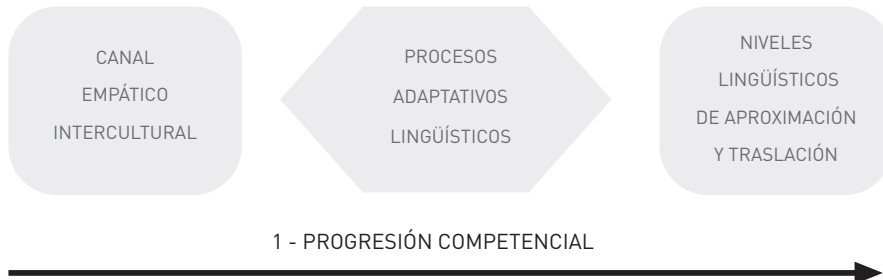 CANAL
EMPÁTICO
INTERCULTURAL
PROCESOS
ADAPTATIVOS
LINGÜÍSTICOS
NIVELES
LINGÜÍSTICOS
DE APROXIMACIÓN
Y TRASLACIÓN
1 - PROGRESIÓN COMPETENCIAL